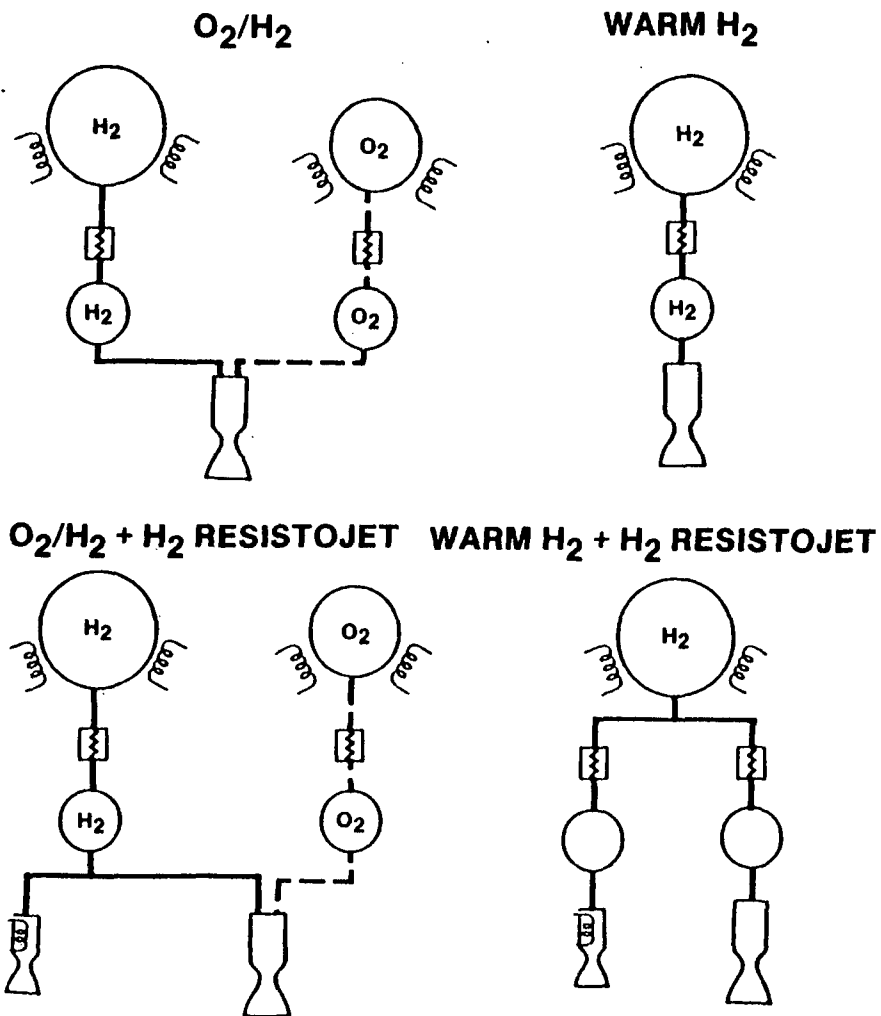 O₂/H₂
WARM H₂
H₂
O₂
H₂
H₂
O₂
H₂
O₂/H₂ + H₂ RESISTOJET
WARM H₂ + H₂ RESISTOJET
H₂
O₂
H₂
H₂
O₂